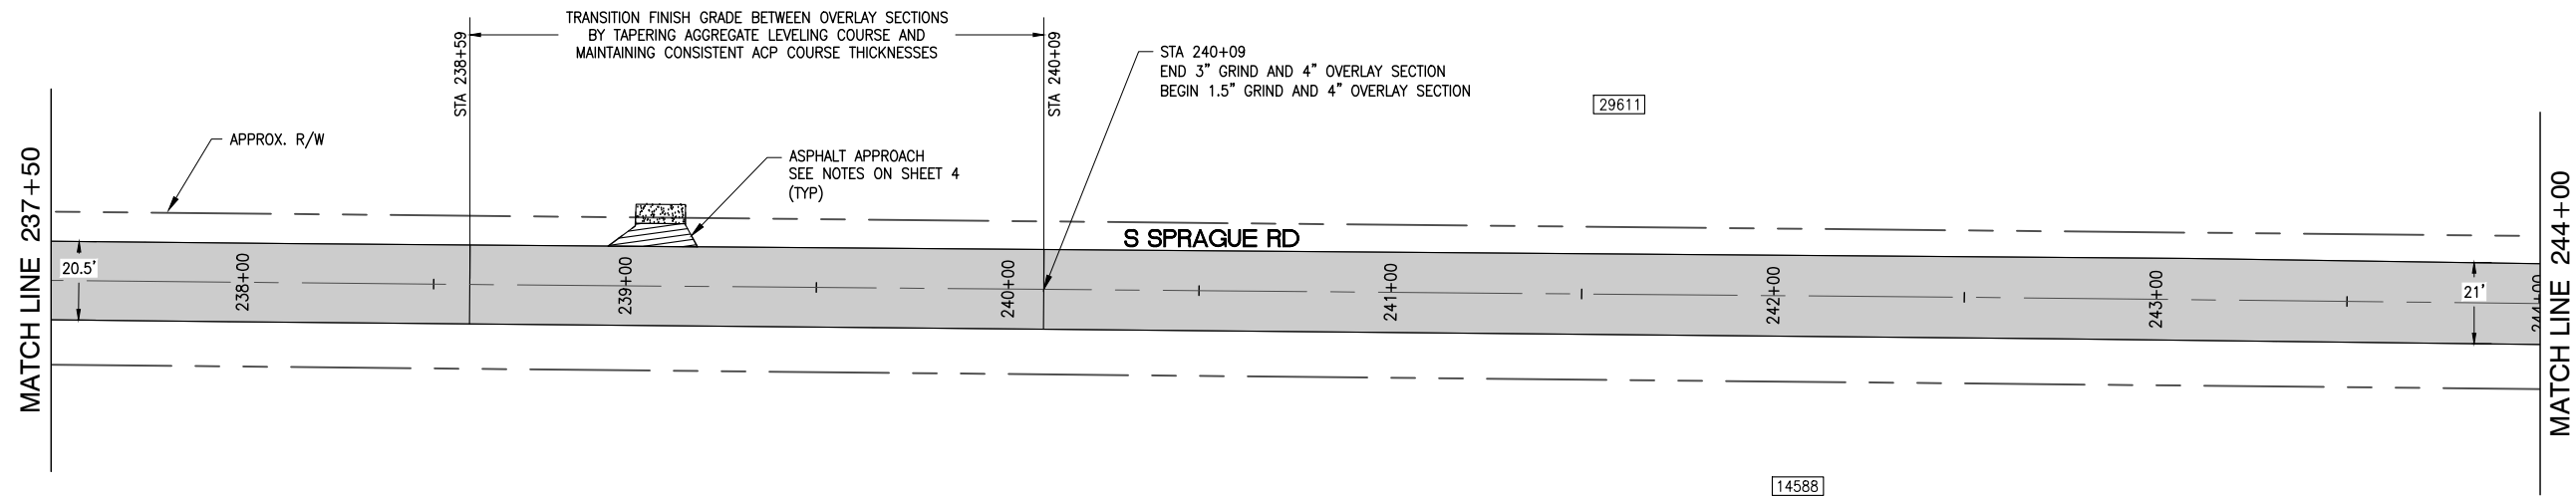 TRANSITION FINISH GRADE BETWEEN OVERLAY SECTIONS
BY TAPERING AGGREGATE LEVELING COURSE AND
MAINTAINING CONSISTENT ACP COURSE THICKNESSES
STA 238+59
STA 240+09
STA 240+09
END 3" GRIND AND 4" OVERLAY SECTION
BEGIN 1.5" GRIND AND 4" OVERLAY SECTION
29611
APPROX. R/W
ASPHALT APPROACH
SEE NOTES ON SHEET 4
(TYP)
MATCH LINE 237+50
S SPRAGUE RD
20.5'
238+00
239+00
240+00
241+00
242+00
243+00
21'
244+00
MATCH LINE 244+00
14588